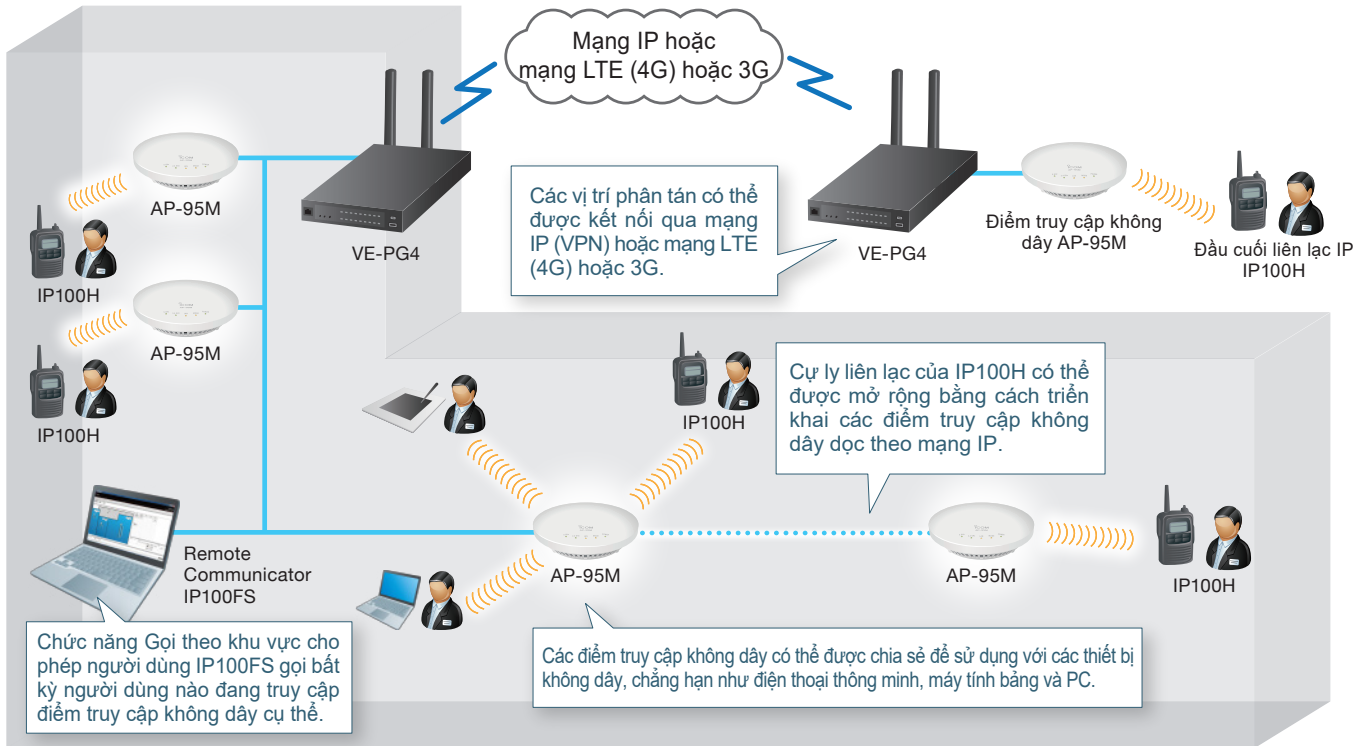 Mạng IP hoặc
mạng LTE (4G) hoặc 3G
AP-95M
VE-PG4
Các vị trí phân tán có thể
được kết nối qua mạng
IP (VPN) hoặc mạng LTE
(4G) hoặc 3G.
VE-PG4
Điểm truy cập không
dây AP-95M
Đầu cuối liên lạc IP
IP100H
IP100H
AP-95M
IP100H
IP100H
Cự ly liên lạc của IP100H có thể
được mở rộng bằng cách triển
khai các điểm truy cập không
dây dọc theo mạng IP.
Remote
Communicator
IP100FS
AP-95M
AP-95M
IP100H
Chức năng Gọi theo khu vực cho
phép người dùng IP100FS gọi bất
kỳ người dùng nào đang truy cập
điểm truy cập không dây cụ thể.
Các điểm truy cập không dây có thể được chia sẻ để sử dụng với các thiết bị
không dây, chẳng hạn như điện thoại thông minh, máy tính bảng và PC.